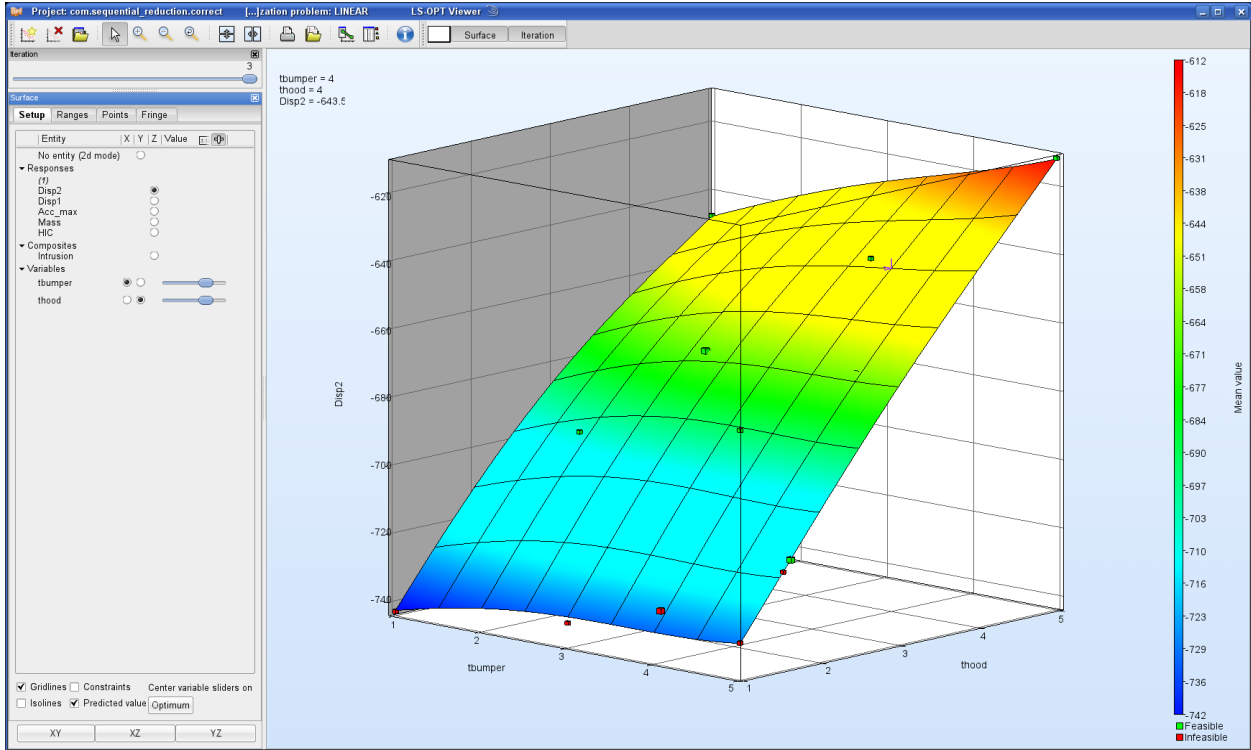 Project: com.sequential_reduction.correct [...]zation problem: LINEAR LS-OPT Viewer
Surface Iteration
Iteration
3
Surface
Setup Ranges Points Fringe
Entity X Y Z Value
No entity (2d mode)
Responses
(1)
Disp2
Disp1
Acc_max
Mass
HIC
Composites
Intrusion
Variables
tbumper
thood
Gridlines Constraints Center variable sliders on
Isolines Predicted value Optimum
XY XZ YZ
tbumper = 4
thood = 4
Disp2 = -643.5
-620
-640
-660
-680
-700
-720
-740
Disp2
1
2
3
4
5
tbumper
1
2
3
4
5
thood
-612
-618
-625
-631
-638
-644
-651
-658
-664
-671
-677
-684
-690
-697
-703
-710
-716
-723
-729
-736
-742
Mean value
Feasible
Infeasible